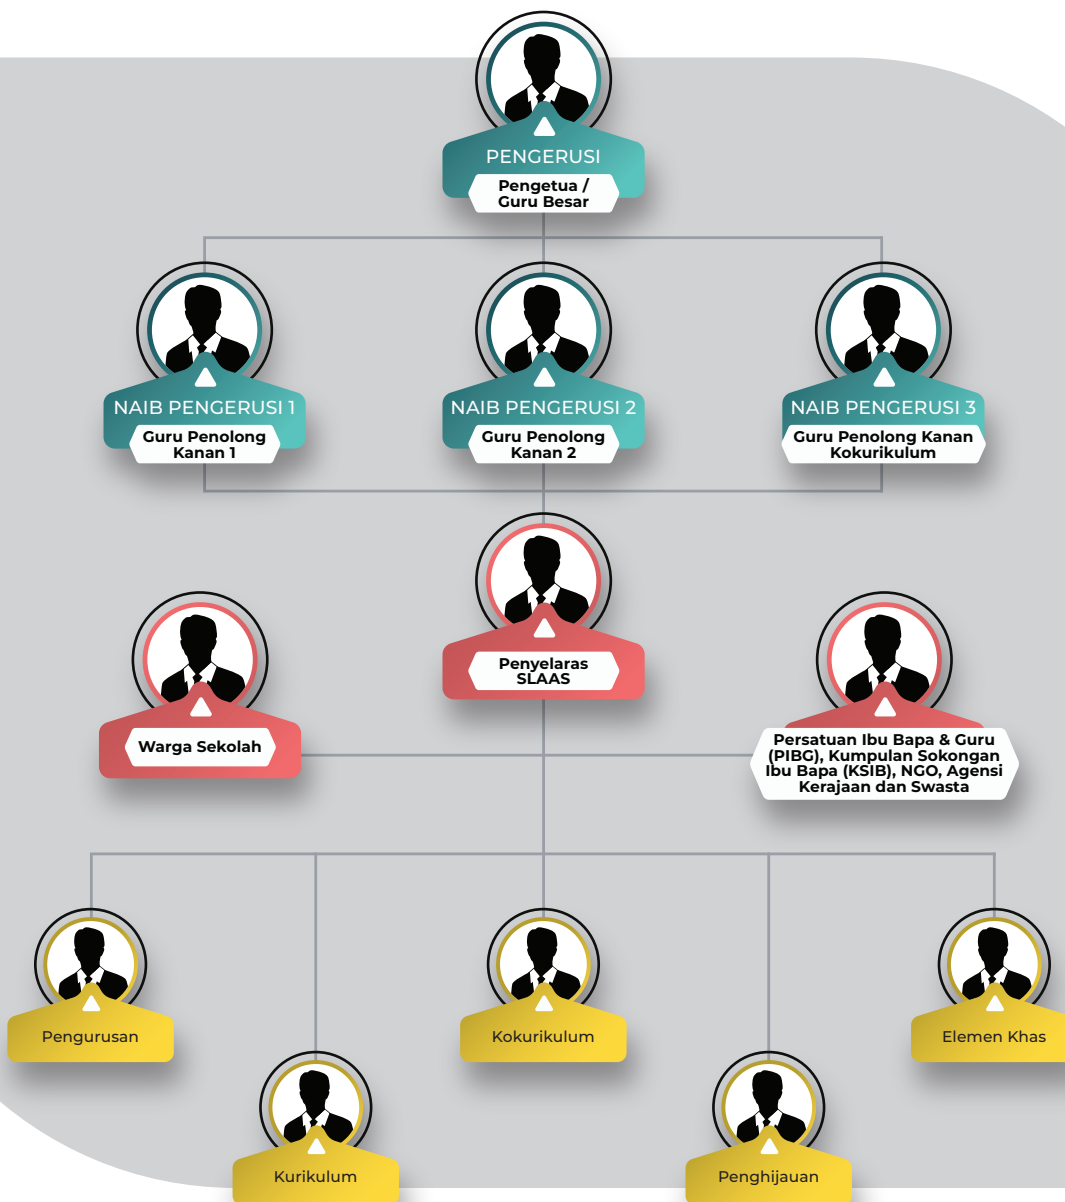 PENGERUSI
Pengetua /
Guru Besar
NAIB PENGERUSI 1
Guru Penolong
Kanan 1
NAIB PENGERUSI 2
Guru Penolong
Kanan 2
NAIB PENGERUSI 3
Guru Penolong Kanan
Kokurikulum
Penyelaras
SLAAS
Warga Sekolah
Persatuan Ibu Bapa & Guru
(PIBG), Kumpulan Sokongan
Ibu Bapa (KSIB), NGO, Agensi
Kerajaan dan Swasta
Pengurusan
Kokurikulum
Elemen Khas
Kurikulum
Penghijauan